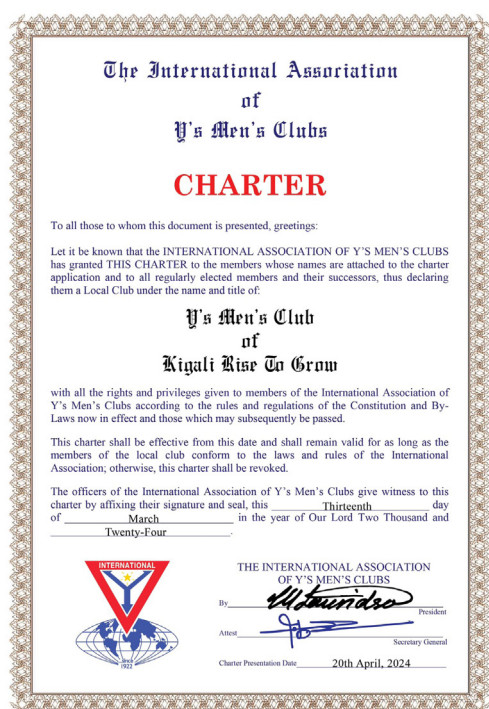 The International Association
of
Y's Men's Clubs
CHARTER
To all those to whom this document is presented, greetings:
Let it be known that the INTERNATIONAL ASSOCIATION OF Y'S MEN'S CLUBS
has granted THIS CHARTER to the members whose names are attached to the charter
application and to all regularly elected members and their successors, thus declaring
them a Local Club under the name and title of:
Y's Men's Club
of
Kigali Rise To Grow
with all the rights and privileges given to members of the International Association of
Y's Men's Clubs according to the rules and regulations of the Constitution and By-
Laws now in effect and those which may subsequently be passed.
This charter shall be effective from this date and shall remain valid for as long as the
members of the local club conform to the laws and rules of the International
Association; otherwise, this charter shall be revoked.
The officers of the International Association of Y's Men's Clubs give witness to this
charter by affixing their signature and seal, this Thirteenth day
of March in the year of Our Lord Two Thousand and
Twenty-Four.
INTERNATIONAL
Since
1922
THE INTERNATIONAL ASSOCIATION
OF Y'S MEN'S CLUBS
By
President
Attest
Secretary General
Charter Presentation Date 20th April, 2024